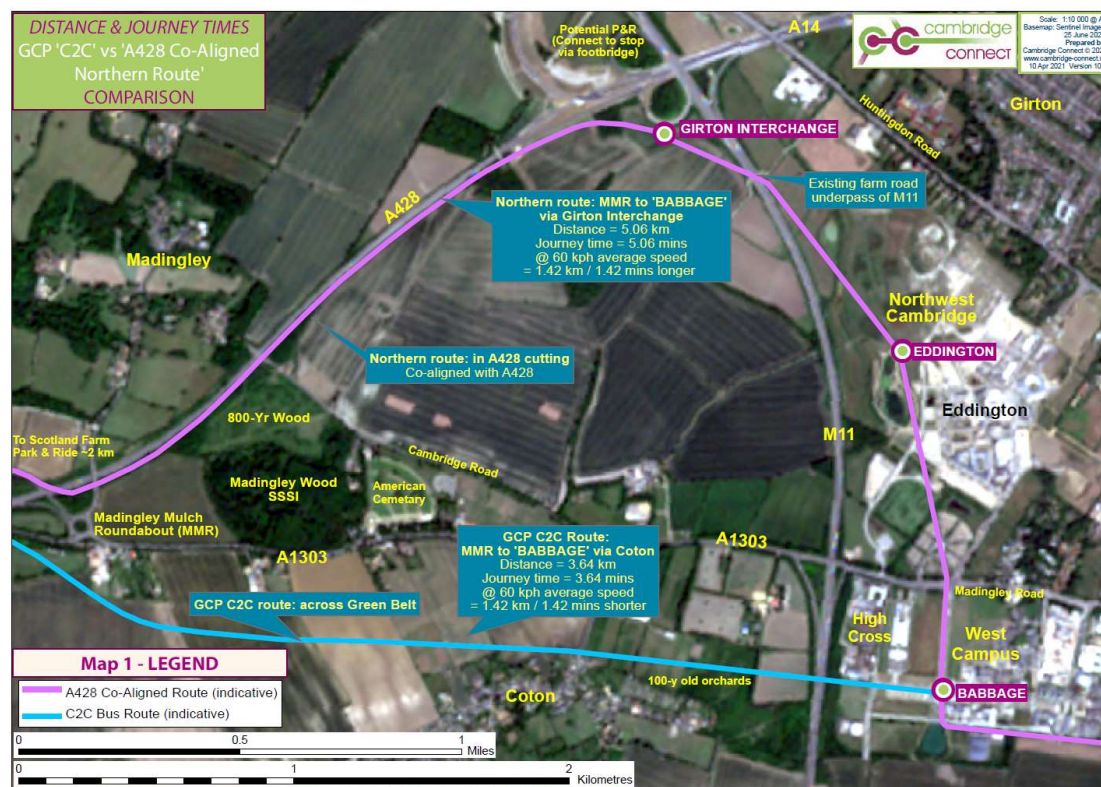 DISTANCE & JOURNEY TIMES
GCP 'C2C' vs 'A428 Co-Aligned
Northern Route'
COMPARISON
Potential P&R
(Connect to stop
via footbridge)
A14
cambridge
connect
Scale: 1:10 000 @
Basemap: Sentinel
25 June
Prepared
Cambridge Connect ©
www.cambridge-connect
10 Apr 2021 Version
Girton
Huntingdon Road
GIRTON INTERCHANGE
Existing farm road
underpass of M11
A428
Northern route: MMR to 'BABBAGE'
via Girton Interchange
Distance = 5.06 km
Journey time = 5.06 mins
@ 60 kph average speed
= 1.42 km / 1.42 mins longer
Madingley
Northwest
Cambridge
EDDINGTON
Northern route: in A428 cutting
Co-aligned with A428
Eddington
800-Yr Wood
M11
To Scotland Farm
Park & Ride ~2 km
Cambridge Road
Madingley Wood
SSSI
American
Cemetary
Madingley Mulch
Roundabout (MMR)
A1303
GCP C2C Route:
MMR to 'BABBAGE' via Coton
Distance = 3.64 km
Journey time = 3.64 mins
@ 60 kph average speed
= 1.42 km / 1.42 mins shorter
A1303
Madingley Road
GCP C2C route: across Green Belt
High
Cross
West
Campus
Map 1 - LEGEND
A428 Co-Aligned Route (indicative)
C2C Bus Route (indicative)
Coton
100-y old orchards
BABBAGE
0 0.5 1
Miles
0 1 2
Kilometres